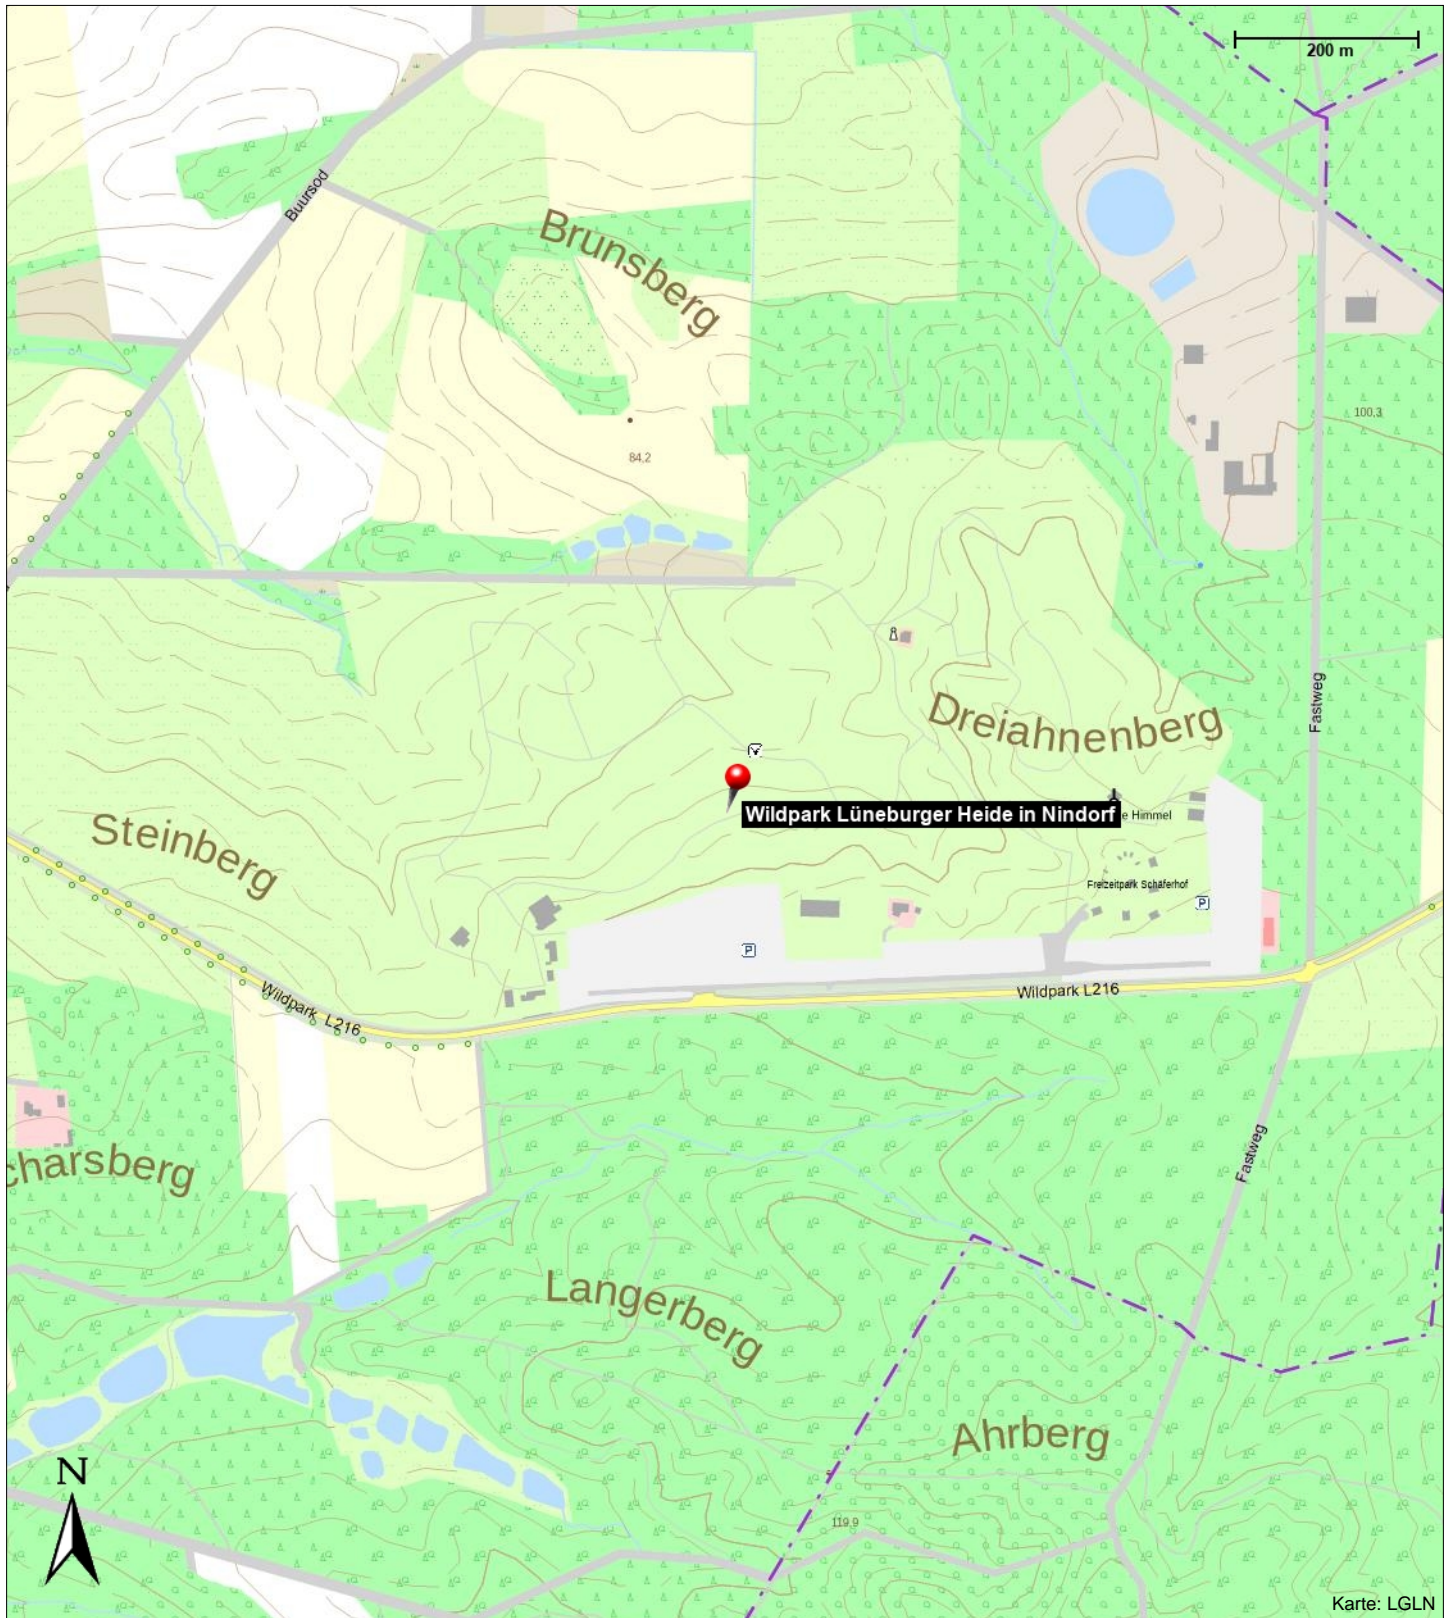 200 m
Buursod
Brunsberg
100,3
84,2
Fastweg
Dreiahnenberg
Wildpark Lüneburger Heide in Nindorf
Himmel
Steinberg
Freizeitpark Schäferhof
P
P
Wildpark L216
Wildpark L216
Fastweg
charsberg
Langerberg
Ahrberg
N
119,9
Karte: LGLN